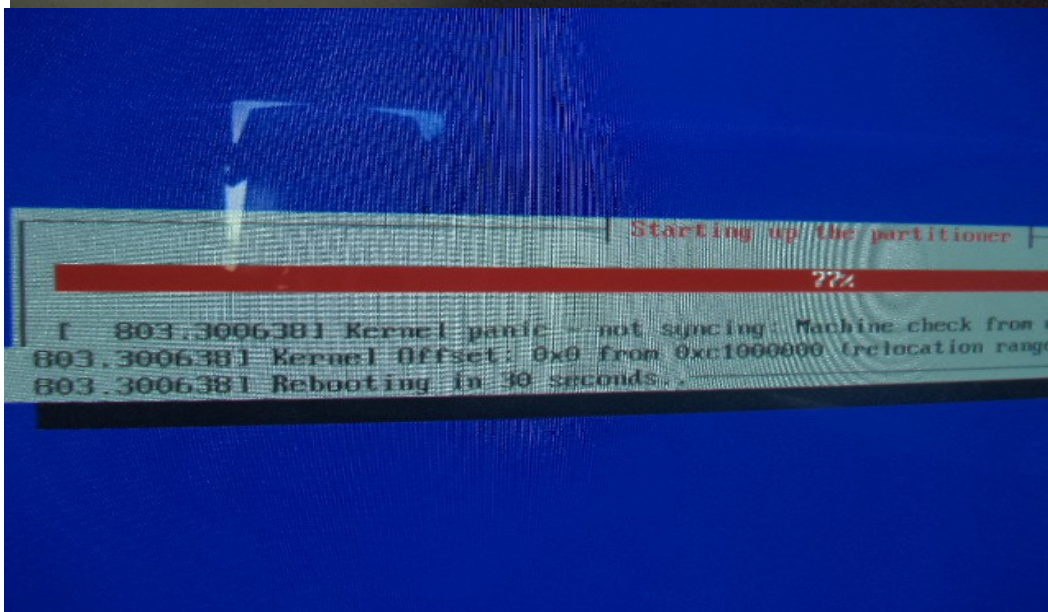 Starting up the partitioner
77%
[ 803.300638] Kernel panic - not syncing: Machine check from
803.300638] Kernel Offset: 0x0 from 0xc1000000 (relocation range
803.300638] Rebooting in 30 seconds..